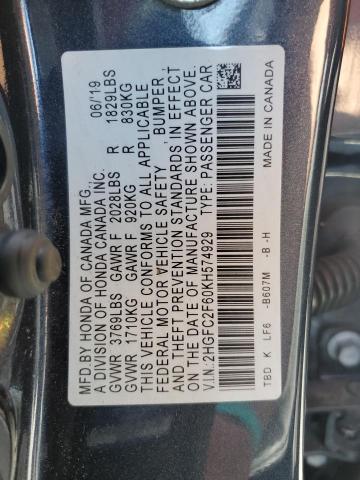 MFD.BY HONDA OF CANADA MFG., 06/19
A DIVISION OF HONDA CANADA INC.
GVWR 3769LBS GAWR F 2028LBS R 1829LBS
GVWR 1710KG GAWR F 920KG R 830KG
THIS VEHICLE CONFORMS TO ALL APPLICABLE
FEDERAL MOTOR VEHICLE SAFETY, BUMPER,
THEFT PREVENTION STANDARDS IN EFFECT
ON THE DATE OF MANUFACTURE SHOWN ABOVE.
V.I.N.:2HGFC2F60KH574929 TYPE: PASSENGER CAR
TBD K LF6 -B607M -B -H MADE IN CANADA